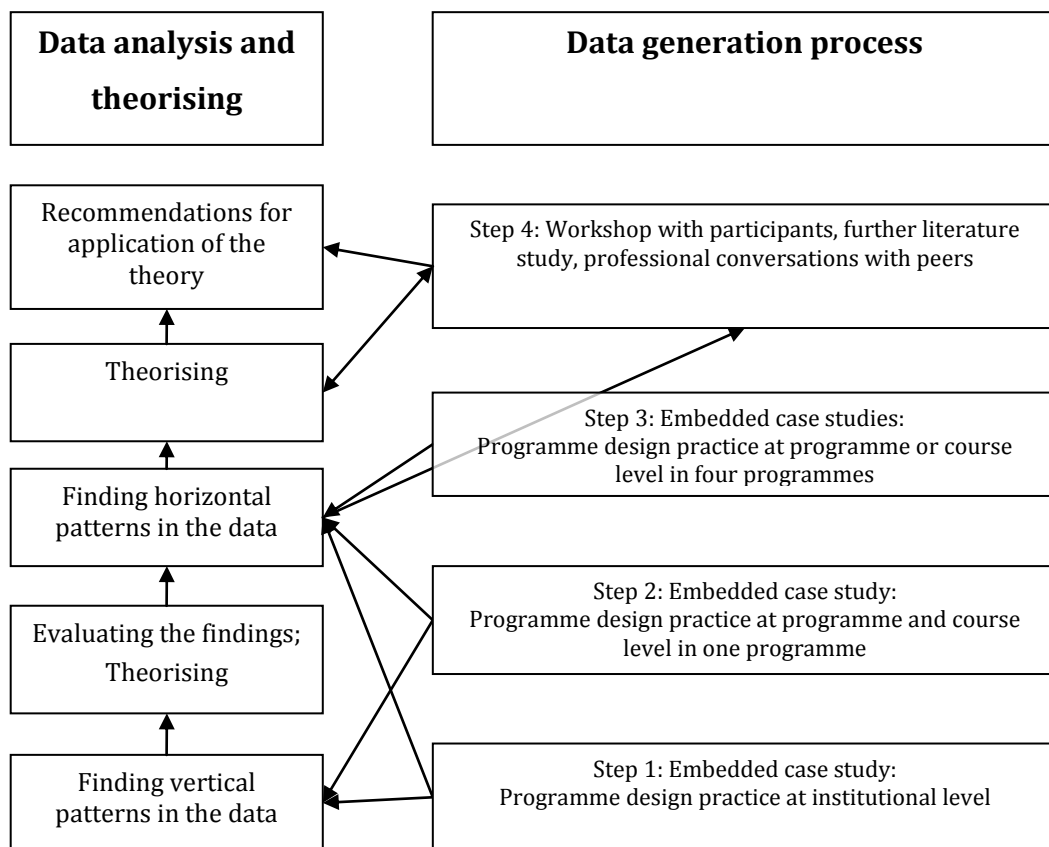 Data analysis and
theorising
Data generation process
Recommendations for
application of the
theory
Step 4: Workshop with participants, further literature
study, professional conversations with peers
Theorising
Step 3: Embedded case studies:
Programme design practice at programme or course
level in four programmes
Finding horizontal
patterns in the data
Step 2: Embedded case study:
Programme design practice at programme and course
level in one programme
Evaluating the findings;
Theorising
Step 1: Embedded case study:
Programme design practice at institutional level
Finding vertical
patterns in the data